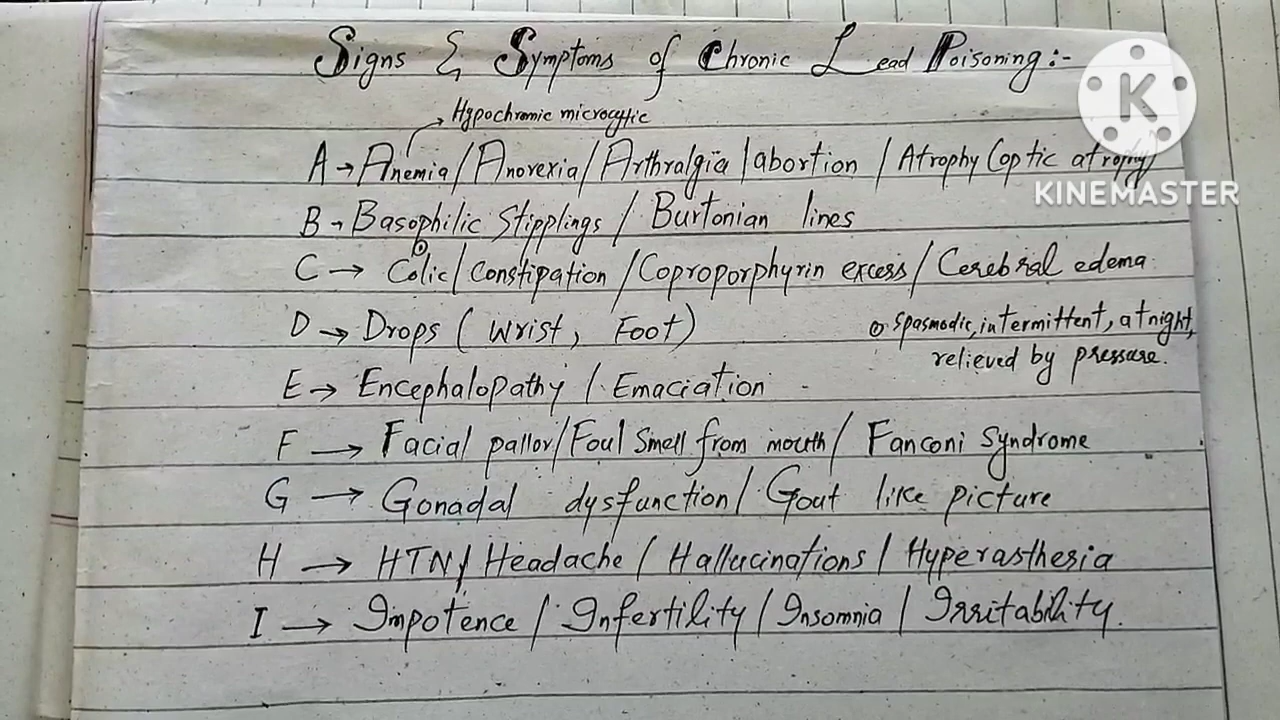 Signs & Symptoms of Chronic Lead Poisoning:-
Hypochromic microcytic
A → Anemia/Anorexia/Arthralgia/abortion/Atrophy (optic atrophy)
K
KINEMASTER
B → Basophilic Stipplings / Burtonian lines
C → Colic/Constipation/Coproporphyrin excess/Cerebral edema
D → Drops (Wrist, Foot)
spasmodic, intermittent, at night,
relieved by pressure.
E → Encephalopathy / Emaciation
F → Facial pallor/Foul Smell from mouth/ Fanconi Syndrome
G → Gonadal dysfunction/ Gout like picture
H → HTN/ Headache / Hallucinations / Hyperasthesia
I → Impotence / Infertility / Insomnia / Irritability.